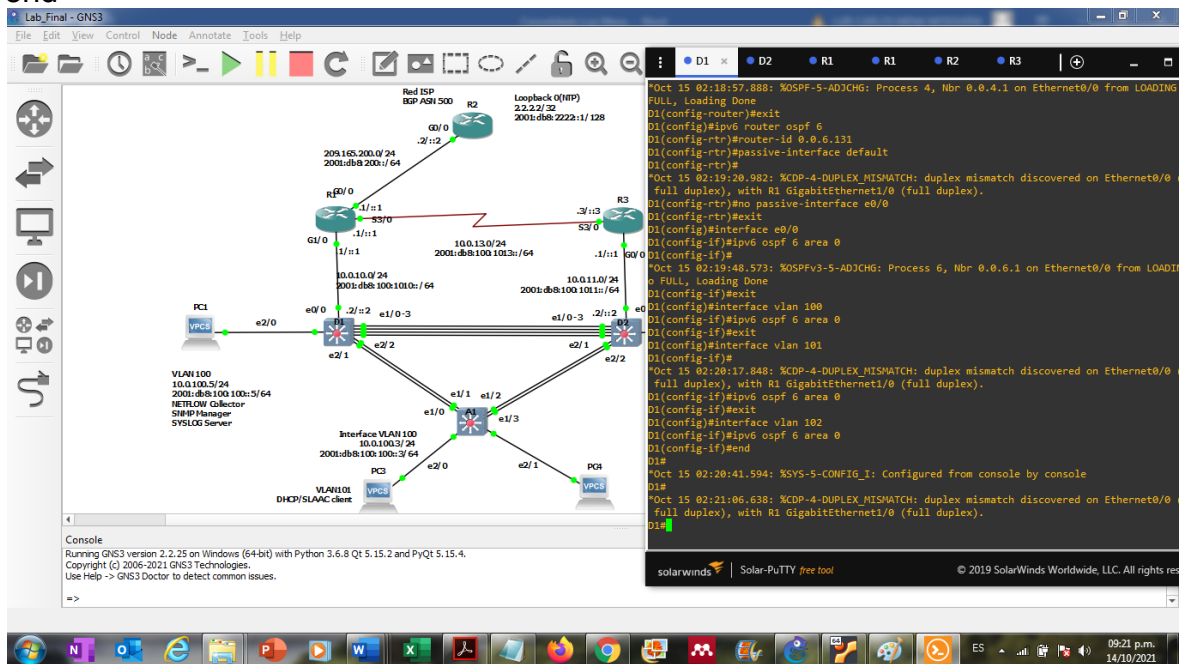 end
Lab_Final - GNS3
File Edit View Control Node Annotate Tools Help
Red ISP
BGP ASN 500
R2
Loopback 0(NTP)
2.2.2.2/32
2001:db8:2222::1/128
G0/0
.2/::2
209.165.200.0/24
2001:db8:200::/64
R1
G0/0
.1/::1
S3/0
R3
.3/::3
S3/0
G1/0
.1/::1
.1/::1
10.0.13.0/24
2001:db8:100:1013::/64
.1/::1
G0/0
10.0.10.0/24
2001:db8:100:1010::/64
10.0.11.0/24
2001:db8:100:1011::/64
PC1
VPCS
e2/0
e0/0
.2/::2
D1
e1/0-3
e1/0-3
.2/::2
D2
e2/2
e2/1
e2/1
e2/2
VLAN 100
10.0.100.5/24
2001:db8:100:100::5/64
NETFLOW Collector
SNMP Manager
SYSLOG Server
e1/1
e1/2
e1/0
A1
e1/3
Interface VLAN 100
10.0.100.3/24
2001:db8:100:100::3/64
PC3
e2/0
e2/1
PC4
VLAN101
DHCP/SLAAC client
VPCS
VPCS
Console
Running GNS3 version 2.2.25 on Windows (64-bit) with Python 3.6.8 Qt 5.15.2 and PyQt 5.15.4.
Copyright (c) 2006-2021 GNS3 Technologies.
Use Help -> GNS3 Doctor to detect common issues.
=>
D1 D2 R1 R1 R2 R3
*Oct 15 02:18:57.888: %OSPF-5-ADJCHG: Process 4, Nbr 0.0.4.1 on Ethernet0/0 from LOADING
FULL, Loading Done
D1(config-router)#exit
D1(config)#ipv6 router ospf 6
D1(config-rtr)#router-id 0.0.6.131
D1(config-rtr)#passive-interface default
D1(config-rtr)#
*Oct 15 02:19:20.982: %CDP-4-DUPLEX_MISMATCH: duplex mismatch discovered on Ethernet0/0
full duplex), with R1 GigabitEthernet1/0 (full duplex).
D1(config-rtr)#no passive-interface e0/0
D1(config-rtr)#exit
D1(config)#interface e0/0
D1(config-if)#ipv6 ospf 6 area 0
D1(config-if)#
*Oct 15 02:19:48.573: %OSPFv3-5-ADJCHG: Process 6, Nbr 0.0.6.1 on Ethernet0/0 from LOADIN
o FULL, Loading Done
D1(config-if)#exit
D1(config)#interface vlan 100
D1(config-if)#ipv6 ospf 6 area 0
D1(config-if)#exit
D1(config)#interface vlan 101
D1(config-if)#
*Oct 15 02:20:17.848: %CDP-4-DUPLEX_MISMATCH: duplex mismatch discovered on Ethernet0/0
full duplex), with R1 GigabitEthernet1/0 (full duplex).
D1(config-if)#ipv6 ospf 6 area 0
D1(config-if)#exit
D1(config)#interface vlan 102
D1(config-if)#ipv6 ospf 6 area 0
D1(config-if)#end
D1#
*Oct 15 02:20:41.594: %SYS-5-CONFIG_I: Configured from console by console
D1#
*Oct 15 02:21:06.638: %CDP-4-DUPLEX_MISMATCH: duplex mismatch discovered on Ethernet0/0
full duplex), with R1 GigabitEthernet1/0 (full duplex).
D1#
solarwinds Solar-PuTTY free tool © 2019 SolarWinds Worldwide, LLC. All rights res
ES
09:21 p.m.
14/10/2021